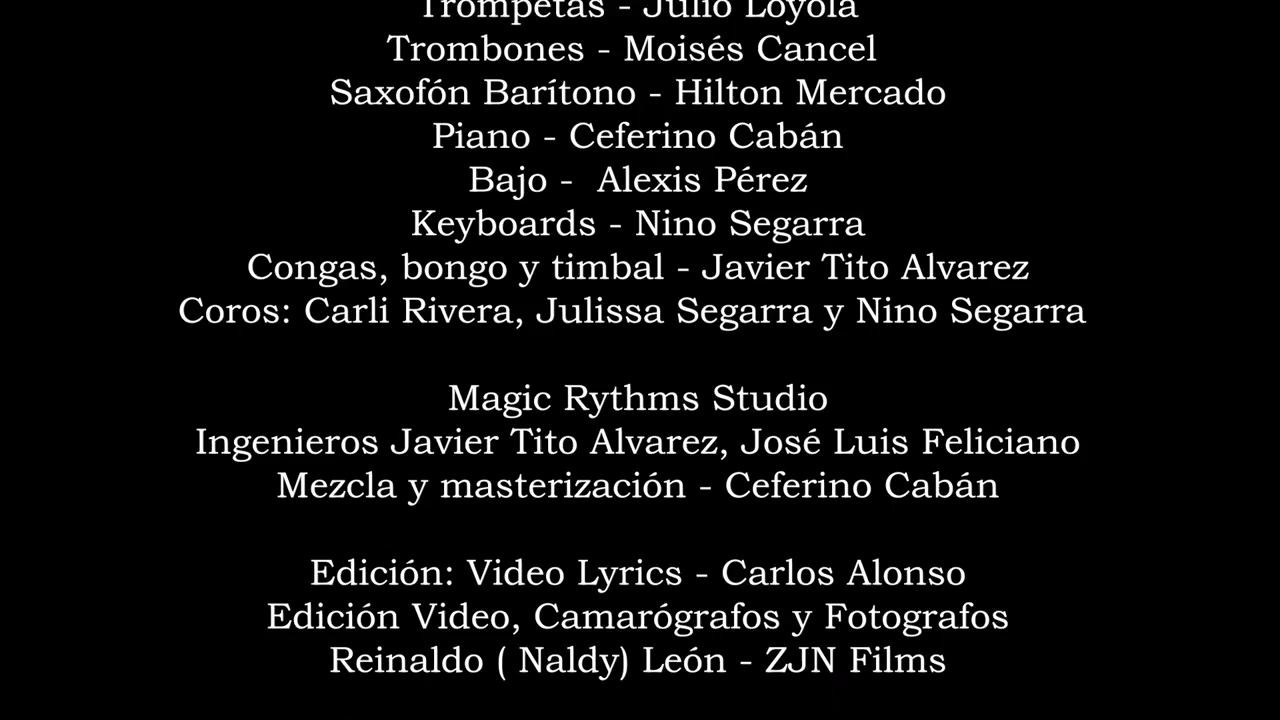 Trompetas - Julio Loyola
Trombones - Moisés Cancel
Saxofón Barítono - Hilton Mercado
Piano - Ceferino Cabán
Bajo -  Alexis Pérez
Keyboards - Nino Segarra
Congas, bongo y timbal - Javier Tito Alvarez
Coros: Carli Rivera, Julissa Segarra y Nino Segarra
Magic Rythms Studio
Ingenieros Javier Tito Alvarez, José Luis Feliciano
Mezcla y masterización - Ceferino Cabán
Edición: Video Lyrics - Carlos Alonso
Edición Video, Camarógrafos y Fotografos
Reinaldo ( Naldy) León - ZJN Films